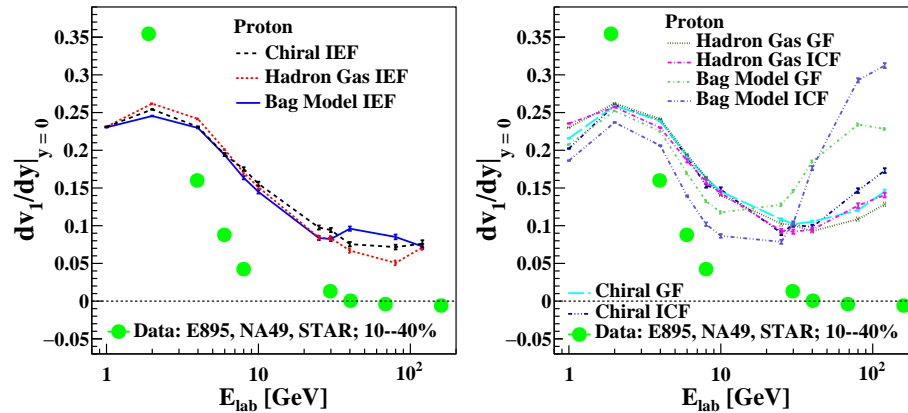 Proton
Chiral IEF
Hadron Gas IEF
Bag Model IEF
0.35
0.3
0.25
0.2
0.15
0.1
0.05
0
−0.05
dv1/dy|y = 0
Data: E895, NA49, STAR; 10--40%
1
10
10²
Elab [GeV]
Proton
Hadron Gas GF
Hadron Gas ICF
Bag Model GF
Bag Model ICF
0.35
0.3
0.25
0.2
0.15
0.1
0.05
0
−0.05
dv1/dy|y = 0
Chiral GF
Chiral ICF
Data: E895, NA49, STAR; 10--40%
1
10
10²
Elab [GeV]